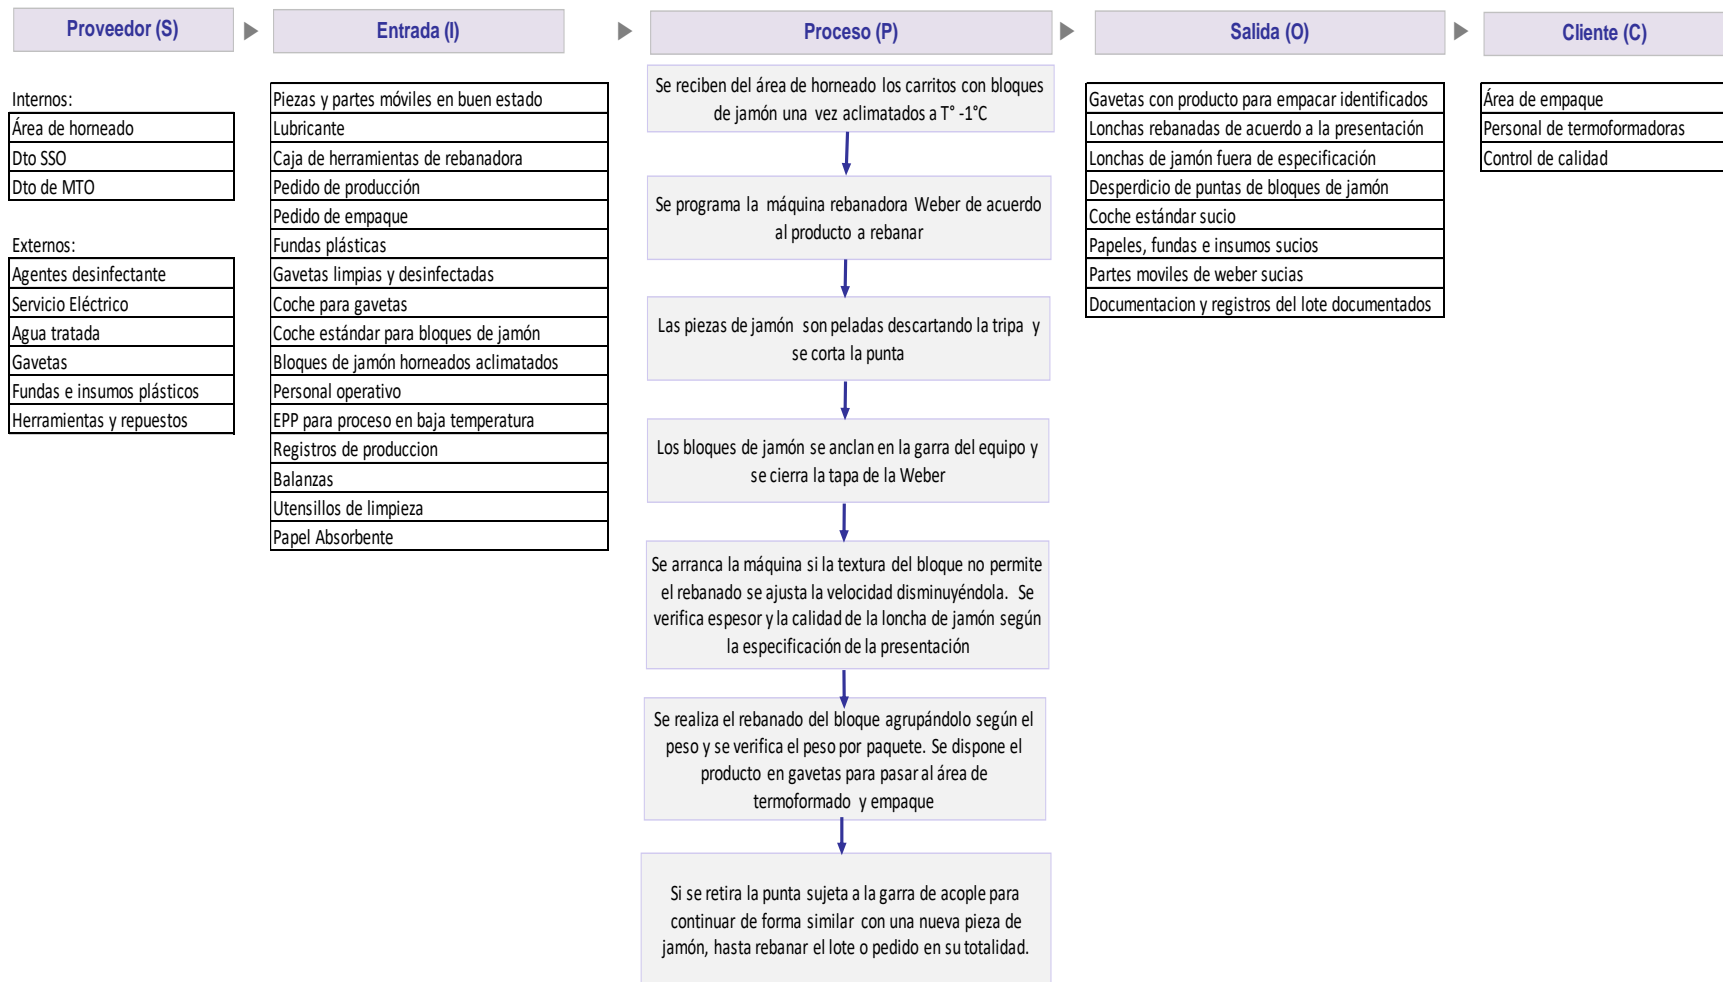 Proveedor (S)
Entrada (I)
Proceso (P)
Salida (O)
Cliente (C)
Internos:
Área de horneado
Dto SSO
Dto de MTO
Externos:
Agentes desinfectante
Servicio Eléctrico
Agua tratada
Gavetas
Fundas e insumos plásticos
Herramientas y repuestos
Piezas y partes móviles en buen estado
Lubricante
Caja de herramientas de rebanadora
Pedido de producción
Pedido de empaque
Fundas plásticas
Gavetas limpias y desinfectadas
Coche para gavetas
Coche estándar para bloques de jamón
Bloques de jamón horneados aclimatados
Personal operativo
EPP para proceso en baja temperatura
Registros de produccion
Balanzas
Utensillos de limpieza
Papel Absorbente
Se reciben del área de horneado los carritos con bloques
de jamón una vez aclimatados a T° -1°C
Se programa la máquina rebanadora Weber de acuerdo
al producto a rebanar
Las piezas de jamón son peladas descartando la tripa y
se corta la punta
Los bloques de jamón se anclan en la garra del equipo y
se cierra la tapa de la Weber
Se arranca la máquina si la textura del bloque no permite
el rebanado se ajusta la velocidad disminuyéndola. Se
verifica espesor y la calidad de la loncha de jamón según
la especificación de la presentación
Se realiza el rebanado del bloque agrupándolo según el
peso y se verifica el peso por paquete. Se dispone el
producto en gavetas para pasar al área de
termoformado y empaque
Si se retira la punta sujeta a la garra de acople para
continuar de forma similar con una nueva pieza de
jamón, hasta rebanar el lote o pedido en su totalidad.
Gavetas con producto para empacar identificados
Lonchas rebanadas de acuerdo a la presentación
Lonchas de jamón fuera de especificación
Desperdicio de puntas de bloques de jamón
Coche estándar sucio
Papeles, fundas e insumos sucios
Partes moviles de weber sucias
Documentacion y registros del lote documentados
Área de empaque
Personal de termoformadoras
Control de calidad